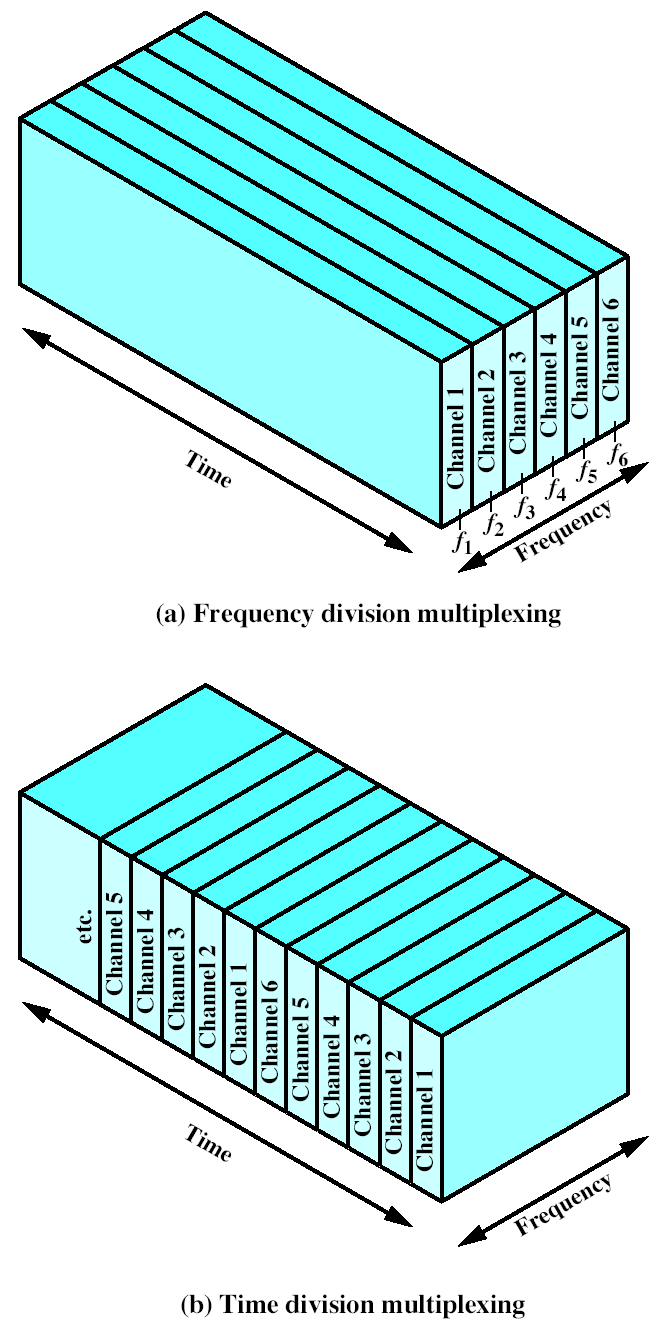 Channel 1
Channel 2
Channel 3
Channel 4
Channel 5
Channel 6
f1
f2
f3
f4
f5
f6
Time
Frequency
(a) Frequency division multiplexing
etc.
Channel 5
Channel 4
Channel 3
Channel 2
Channel 1
Channel 6
Channel 5
Channel 4
Channel 3
Channel 2
Channel 1
Time
Frequency
(b) Time division multiplexing